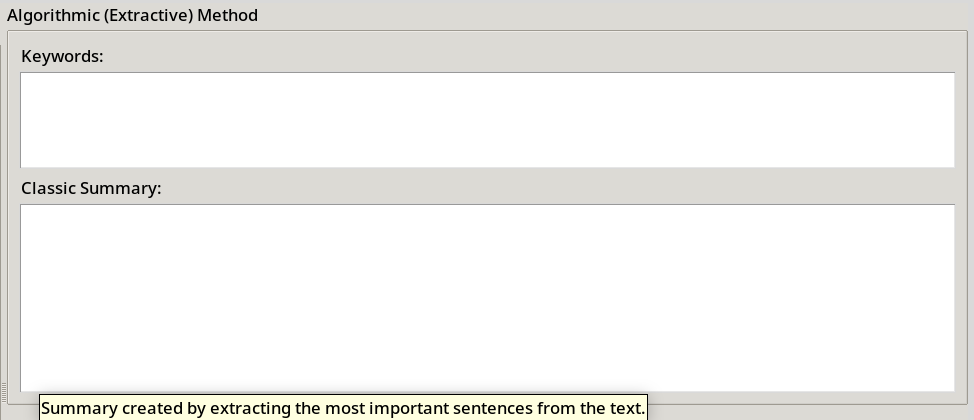 Algorithmic (Extractive) Method
Keywords:
Classic Summary:
Summary created by extracting the most important sentences from the text.